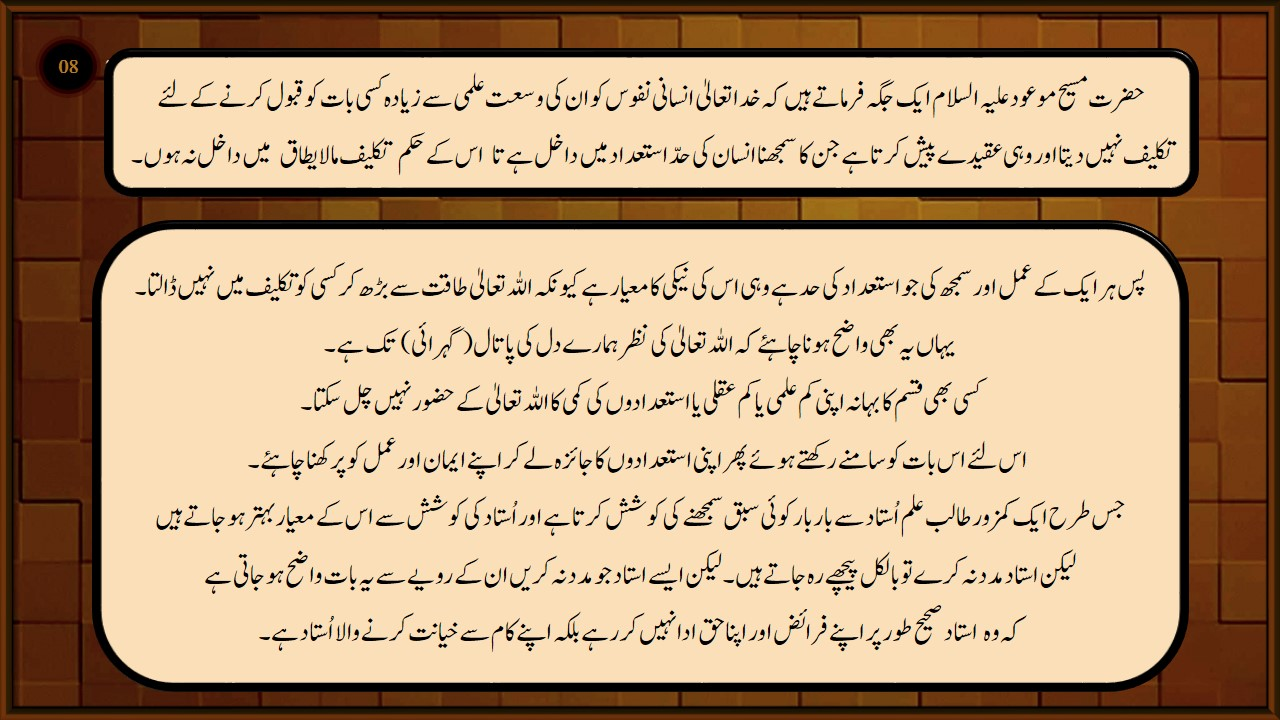 08
حضرت مسیح موعود علیہ السلام ایک جگہ فرماتے ہیں کہ خدا تعالیٰ انسانی نفوس کو ان کی وسعت علمی سے زیادہ کسی بات کو قبول کرنے کے لئے
تکلیف نہیں دیتا اور وہی عقیدے پیش کرتا ہے جن کا سمجھنا انسان کی حدّ استعداد میں داخل ہے تا اس کے حکم تکلیف مالا یطاق میں داخل نہ ہوں۔
پس ہر ایک کے عمل اور سمجھ کی جو استعداد کی حد ہے وہی اس کی نیکی کا معیار ہے کیونکہ اللہ تعالیٰ طاقت سے بڑھ کر کسی کو تکلیف میں نہیں ڈالتا۔
یہاں یہ بھی واضح ہونا چاہئے کہ اللہ تعالیٰ کی نظر ہمارے دل کی پاتال (گہرائی) تک ہے۔
کسی بھی قسم کا بہانہ اپنی کم علمی یا کم عقلی یا استعدادوں کی کمی کا اللہ تعالیٰ کے حضور نہیں چل سکتا۔
اس لئے اس بات کو سامنے رکھتے ہوئے پھر اپنی استعدادوں کا جائزہ لے کر اپنے ایمان اور عمل کو پرکھنا چاہئے۔
جس طرح ایک کمزور طالب علم اُستاد سے بار بار کوئی سبق سمجھنے کی کوشش کرتا ہے اور اُستاد کی کوشش سے اس کے معیار بہتر ہو جاتے ہیں
لیکن استاد مدد نہ کرے تو بالکل پیچھے رہ جاتے ہیں۔ لیکن ایسے استاد جو مدد نہ کریں ان کے رویے سے یہ بات واضح ہو جاتی ہے
کہ وہ استاد صحیح طور پر اپنے فرائض اور اپنا حق ادا نہیں کر رہے بلکہ اپنے کام سے خیانت کرنے والا اُستاد ہے۔